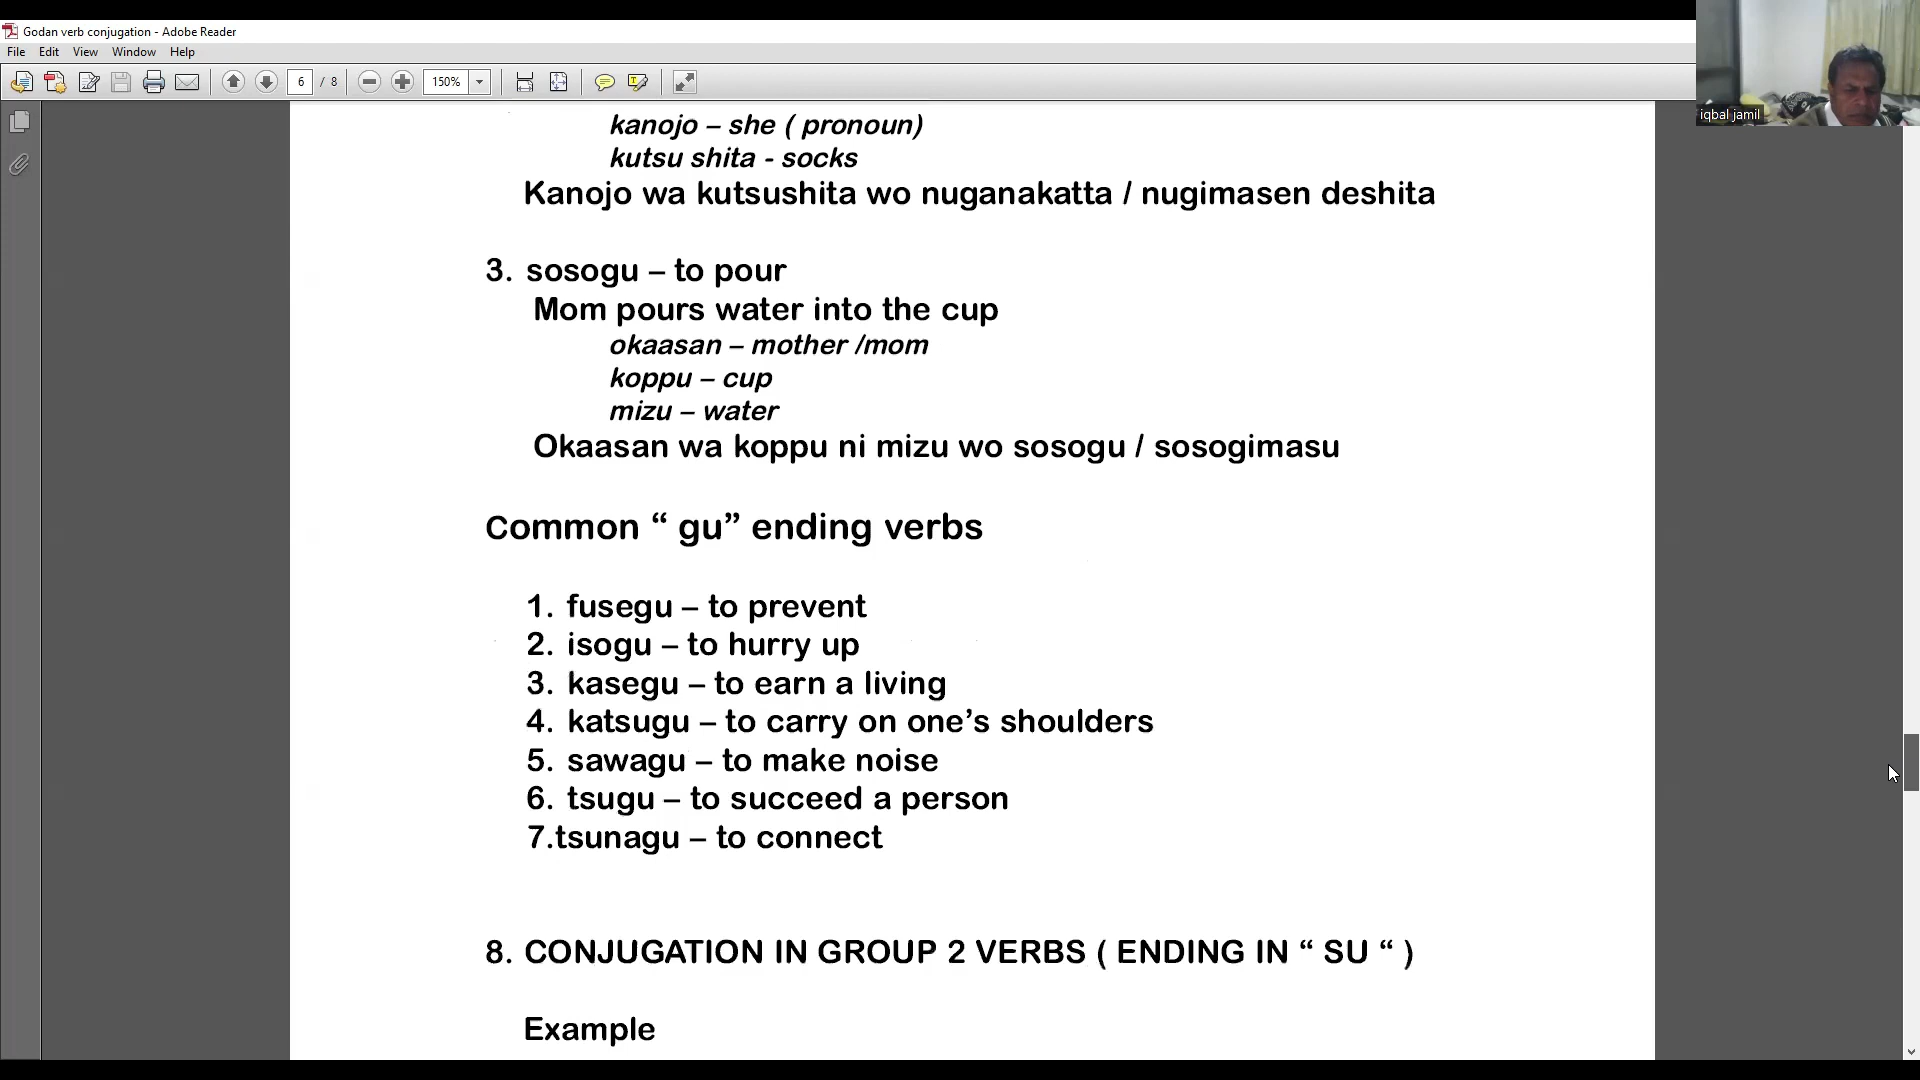 Godan verb conjugation - Adobe Reader
File Edit View Window Help
6 / 8 150%
iqbal jamil
kanojo – she ( pronoun)
kutsu shita - socks
Kanojo wa kutsushita wo nuganakatta / nugimasen deshita
3. sosogu – to pour
Mom pours water into the cup
okaasan – mother /mom
koppu – cup
mizu – water
Okaasan wa koppu ni mizu wo sosogu / sosogimasu
Common “ gu” ending verbs
1. fusegu – to prevent
2. isogu – to hurry up
3. kasegu – to earn a living
4. katsugu – to carry on one’s shoulders
5. sawagu – to make noise
6. tsugu – to succeed a person
7.tsunagu – to connect
8. CONJUGATION IN GROUP 2 VERBS ( ENDING IN “ SU “ )
Example